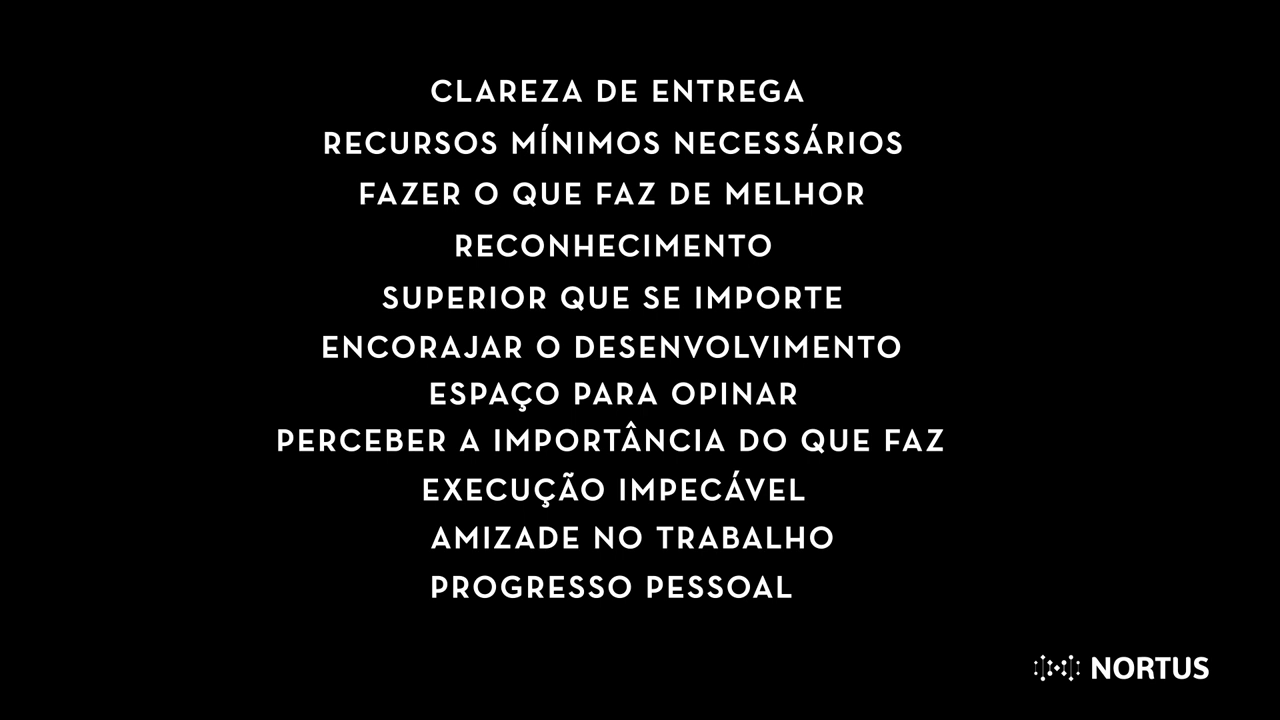 CLAREZA DE ENTREGA
RECURSOS MÍNIMOS NECESSÁRIOS
FAZER O QUE FAZ DE MELHOR
RECONHECIMENTO
SUPERIOR QUE SE IMPORTE
ENCORAJAR O DESENVOLVIMENTO
ESPAÇO PARA OPINAR
PERCEBER A IMPORTÂNCIA DO QUE FAZ
EXECUÇÃO IMPECÁVEL
AMIZADE NO TRABALHO
PROGRESSO PESSOAL
NORTUS